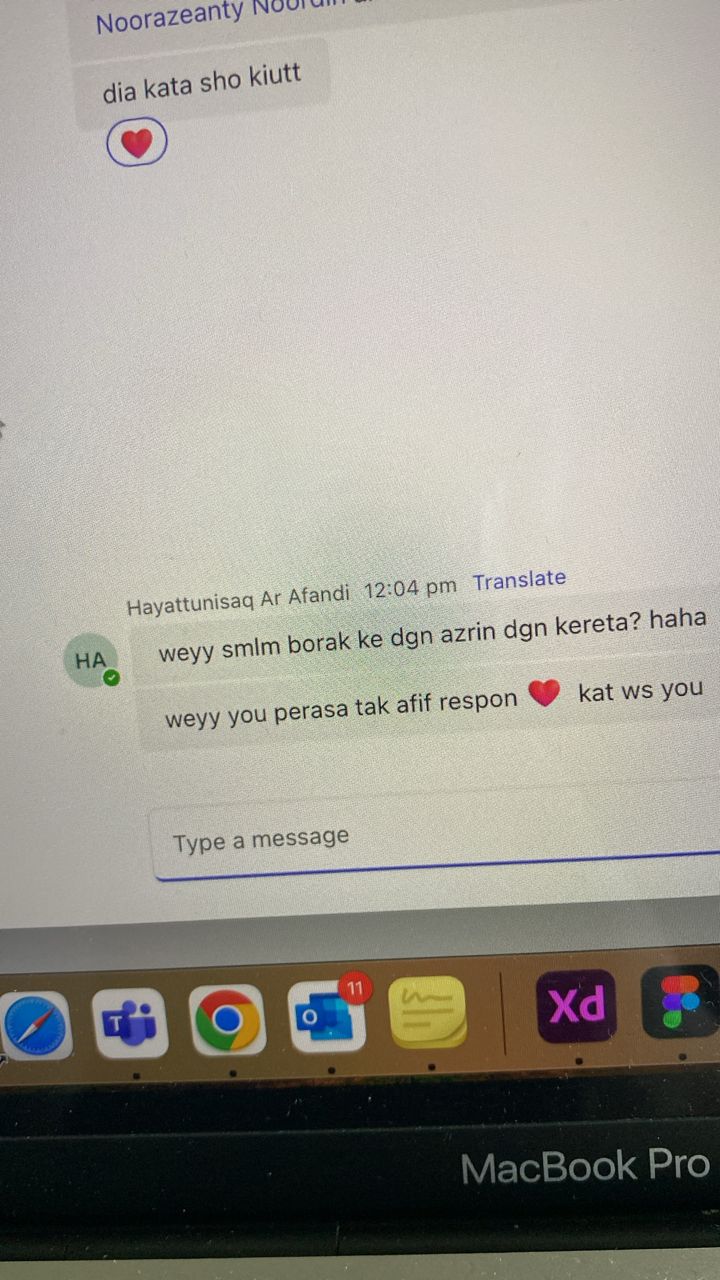 Noorazeanty Noordin
dia kata sho kiutt
Hayattunisaq Ar Afandi 12:04 pm Translate
HA
weyy smlm borak ke dgn azrin dgn kereta? haha
weyy you perasa tak afif respon ❤️ kat ws you
Type a message
11
T
O
Xd
MacBook Pro